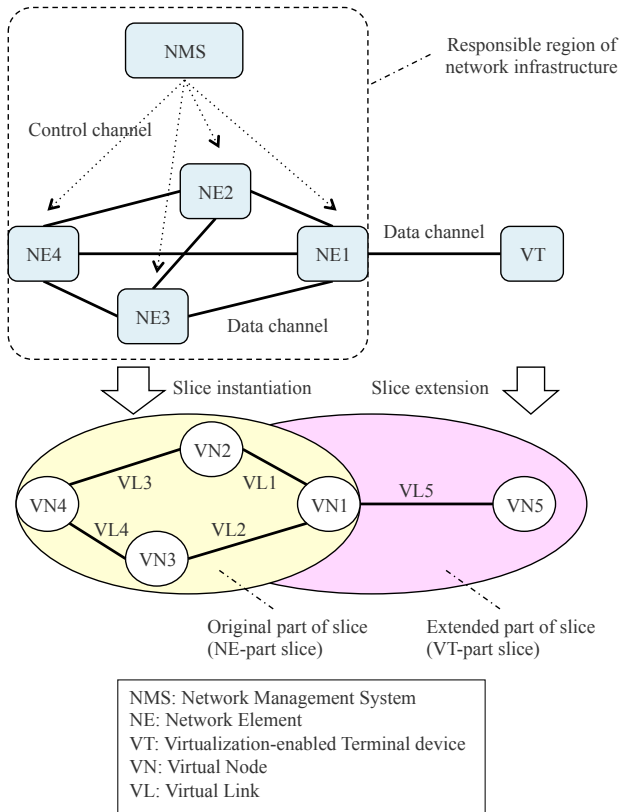 NMS
Responsible region of
network infrastructure
Control channel
NE2
NE4
NE1
Data channel
VT
NE3
Data channel
Slice instantiation
Slice extension
VN2
VL3
VL1
VN4
VN1
VL5
VN5
VL4
VL2
VN3
Original part of slice
(NE-part slice)
Extended part of slice
(VT-part slice)
NMS: Network Management System
NE: Network Element
VT: Virtualization-enabled Terminal device
VN: Virtual Node
VL: Virtual Link